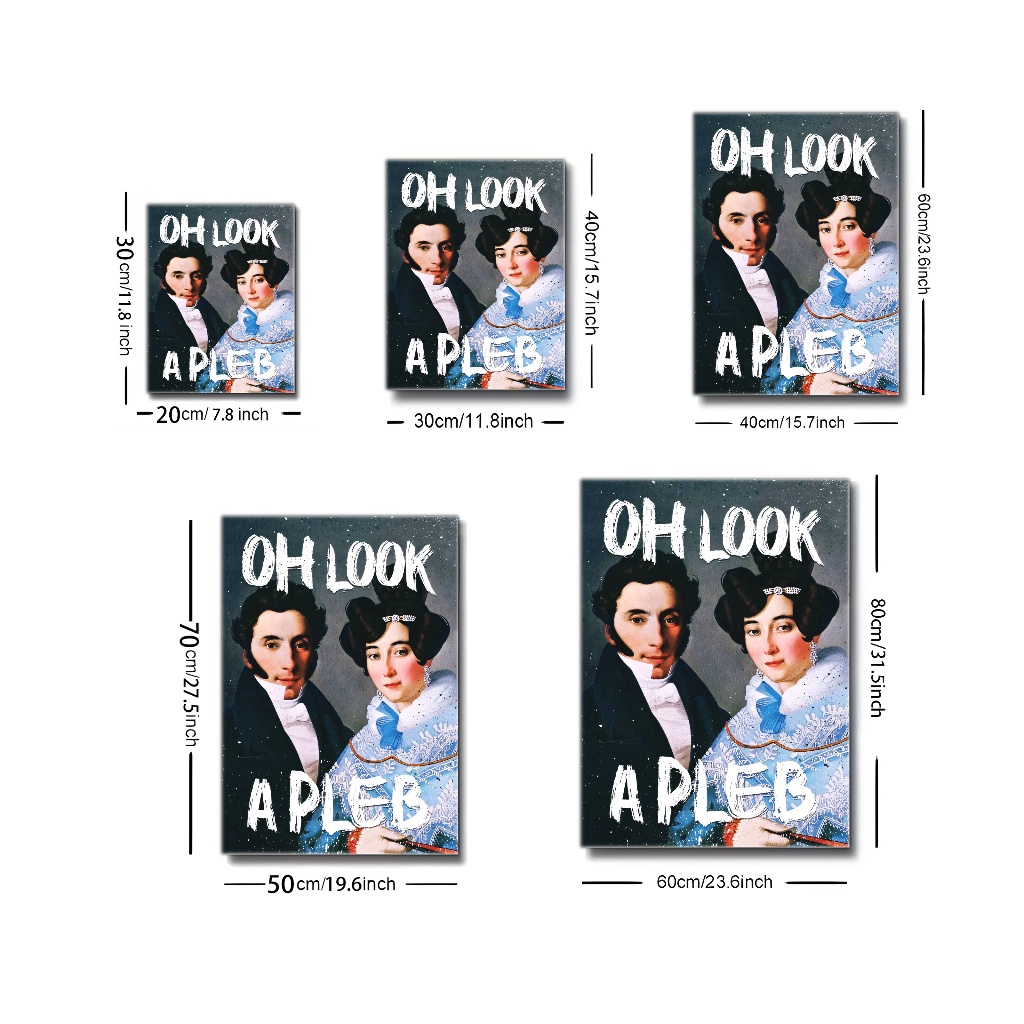 OH LOOK
A PLEB
30cm/11.8 inch
20cm/ 7.8 inch
OH LOOK
A PLEB
40cm/15.7inch
30cm/11.8inch
OH LOOK
A PLEB
60cm/23.6inch
40cm/15.7inch
OH LOOK
A PLEB
70cm/27.5inch
50cm/19.6inch
OH LOOK
A PLEB
80cm/31.5inch
60cm/23.6inch